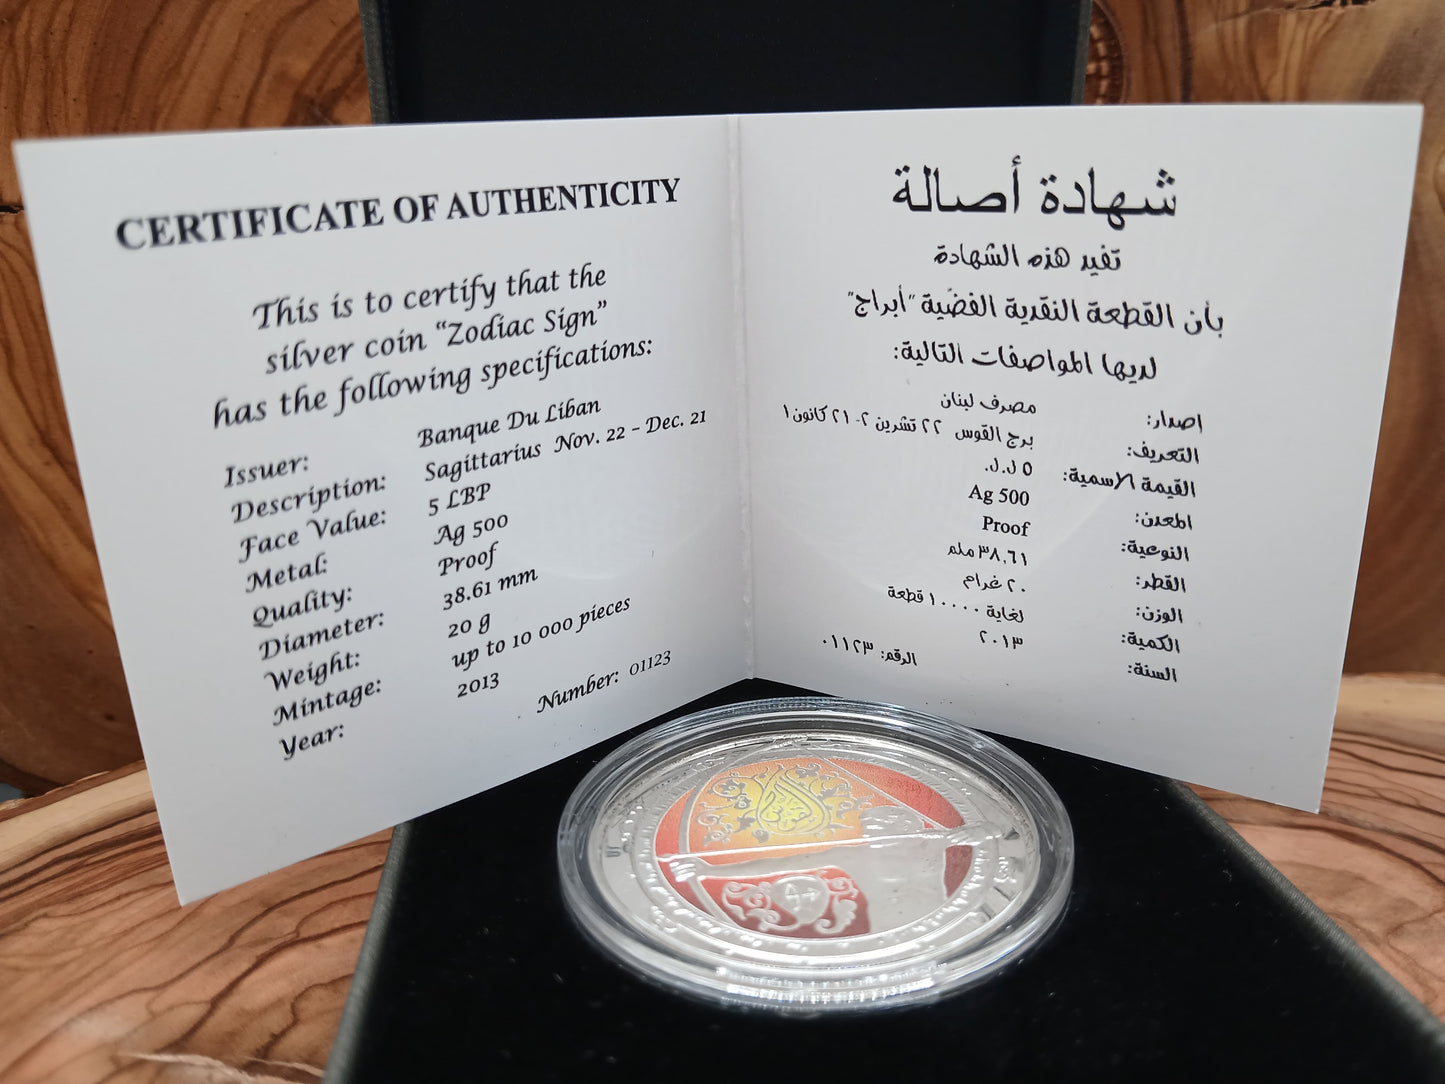 CERTIFICATE OF AUTHENTICITY
This is to certify that the
silver coin “Zodiac Sign”
has the following specifications:
Issuer: Banque Du Liban
Description: Sagittarius Nov. 22 - Dec. 21
Face Value: 5 LBP
Metal: Ag 500
Quality: Proof
Diameter: 38.61 mm
Weight: 20 g
Mintage: up to 10 000 pieces
Year: 2013
Number: 01123
شهادة أصالة
تفيد هذه الشهادة
بأن القطعة النقدية الفضّية "أبراج"
لديها المواصفات التالية:
اصدار: مصرف لبنان
التعريف: برج القوس ٢٢ تشرين ٢- ٢١ كانون ١
القيمة الاسمية: ٥ ل.ل.
المعدن: Ag 500
النوعية: Proof
القطر: ٣٨,٦١ ملم
الوزن: ٢٠ غرام
الكمية: لغاية ١٠٠٠٠ قطعة
السنة: ٢٠١٣
الرقم: ٠١١٢٣